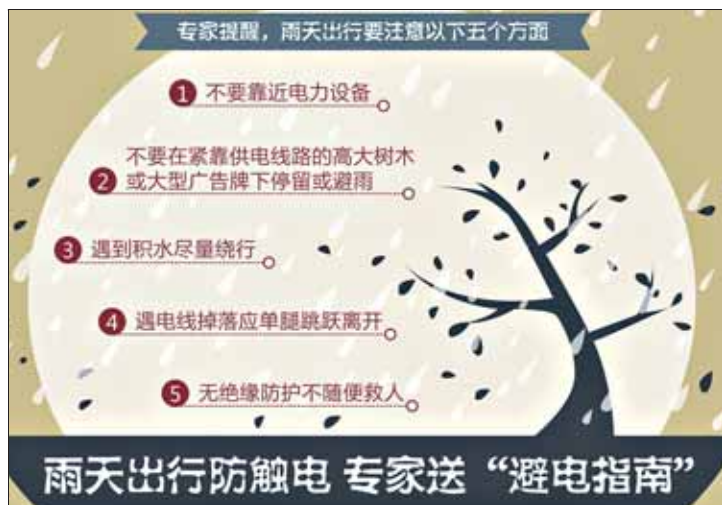 专家提醒，雨天出行要注意以下五个方面
1 不要靠近电力设备
不要在紧靠供电线路的高大树木
2 或大型广告牌下停留或避雨
3 遇到积水尽量绕行
4 遇电线掉落应单腿跳跃离开
5 无绝缘防护不随便救人
雨天出行防触电 专家送“避电指南”